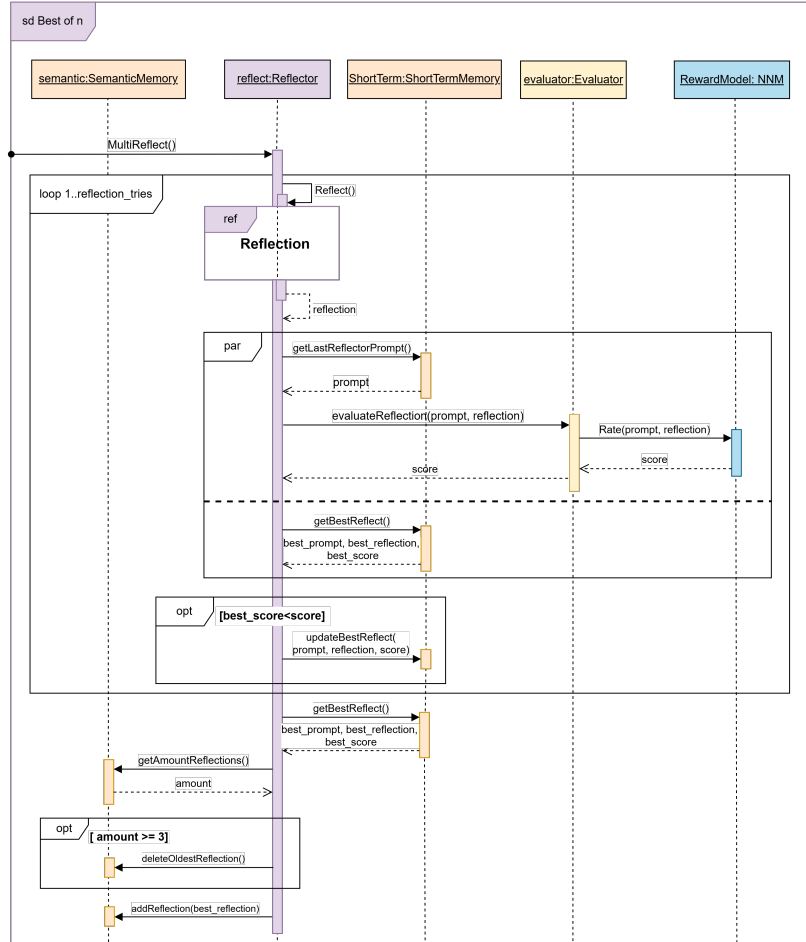 sd Best of n
semantic:SemanticMemory
reflect:Reflector
ShortTerm:ShortTermMemory
evaluator:Evaluator
RewardModel: NNM
MultiReflect()
loop 1..reflection_tries
Reflect()
ref
Reflection
reflection
par
getLastReflectorPrompt()
prompt
evaluateReflection(prompt, reflection)
Rate(prompt, reflection)
score
score
getBestReflect()
best_prompt, best_reflection,
best_score
opt
[best_score<score]
updateBestReflect(
prompt, reflection, score)
getBestReflect()
best_prompt, best_reflection,
best_score
getAmountReflections()
amount
opt
[ amount >= 3]
deleteOldestReflection()
addReflection(best_reflection)